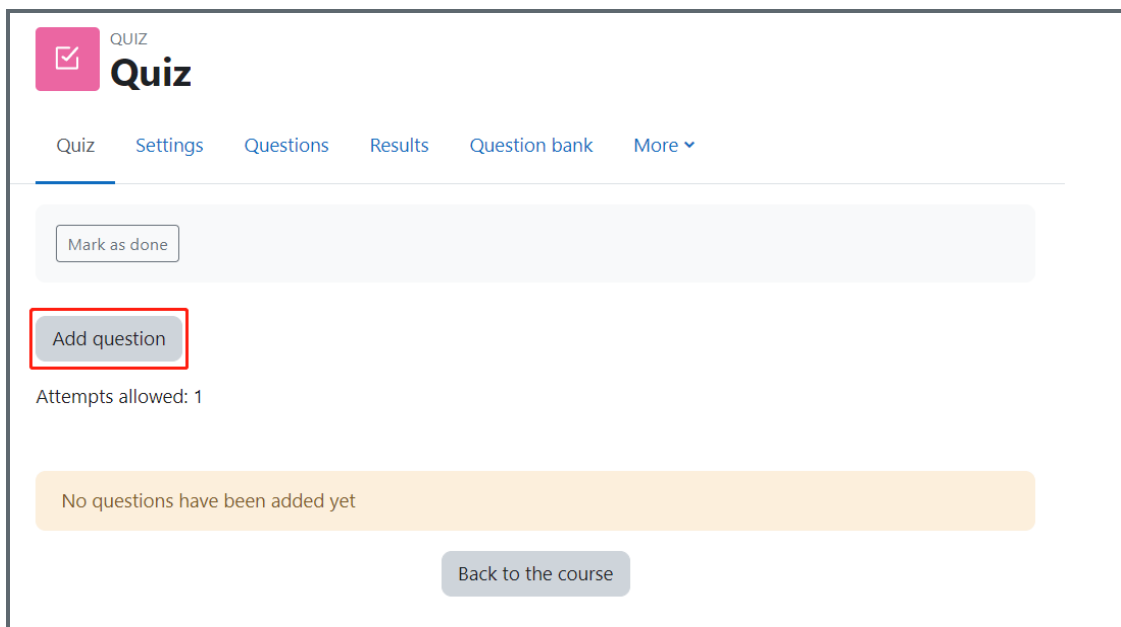 QUIZ
Quiz
Quiz Settings Questions Results Question bank More
Mark as done
Add question
Attempts allowed: 1
No questions have been added yet
Back to the course